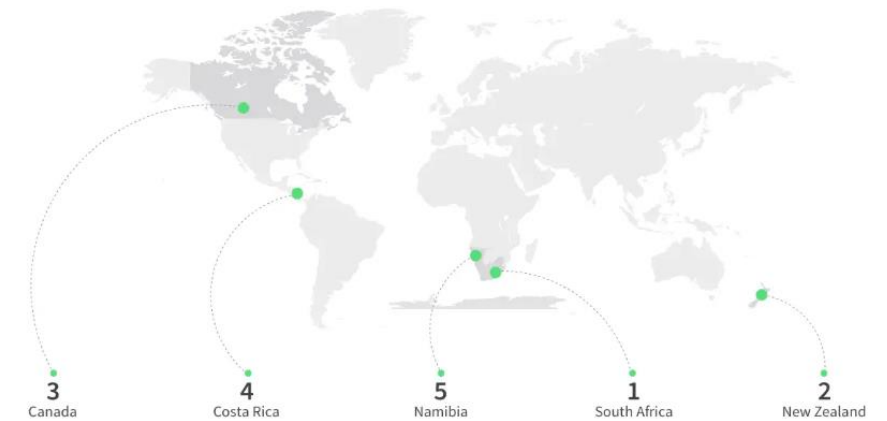 3
Canada
4
Costa Rica
5
Namibia
1
South Africa
2
New Zealand